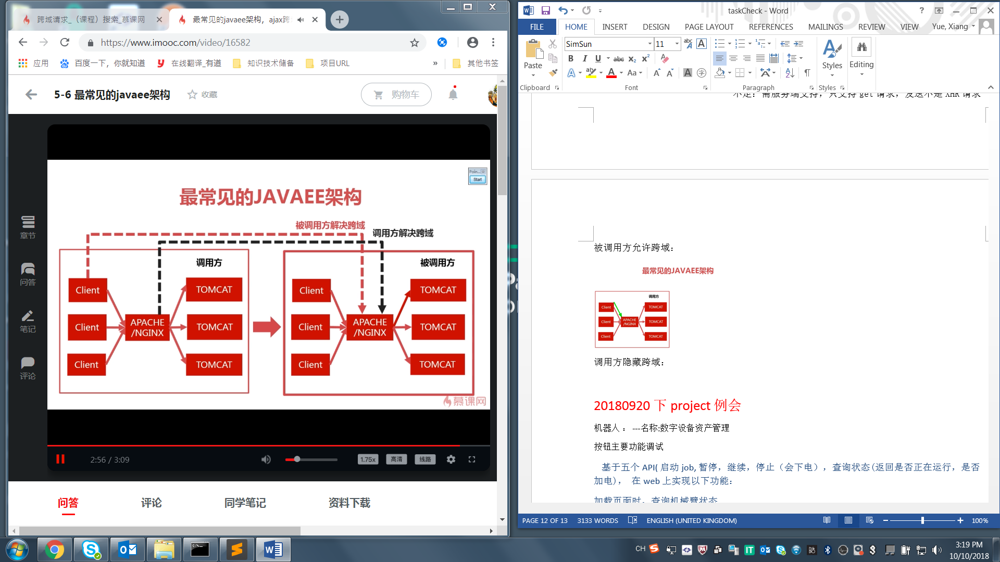 跨域请求_（课程）搜索_慕课网
最常见的javaee架构，ajax跨
https://www.imooc.com/video/16582
应用
百度一下，你就知道
在线翻译_有道
知识技术储备
项目URL
»
其他书签
5-6 最常见的javaee架构
收藏
购物车
章节
问答
笔记
评论
Poin...
Start
最常见的JAVAEE架构
被调用方解决跨域
调用方解决跨域
调用方
被调用方
Client
TOMCAT
Client
TOMCAT
Client
APACHE
/NGINX
TOMCAT
Client
APACHE
/NGINX
TOMCAT
Client
TOMCAT
Client
TOMCAT
慕课网
2:56 / 3:09
1.75x
高清
线路
问答
评论
同学笔记
资料下载
taskCheck - Word
FILE
HOME
INSERT
DESIGN
PAGE LAYOUT
REFERENCES
MAILINGS
REVIEW
VIEW
Yue, Xiang
Paste
SimSun
11
Styles
Editing
Clipboard
Font
Paragraph
Styles
不足：需服务端支持，只支持 get 请求，发送不是 XHR 请求
被调用方允许跨域：
最常见的JAVAEE架构
调用方
Client
TOMCAT
Client
APACHE
/NGINX
TOMCAT
Client
TOMCAT
调用方隐藏跨域：
20180920 下 project 例会
机器人 ：---名称:数字设备资产管理
按钮主要功能调试
基于五个 API( 启动 job, 暂停，继续，停止（会下电），查询状态(返回是否正在运行，是否
加电)， 在 web 上实现以下功能：
加载页面时，查询机械臂状态
PAGE 12 OF 13
3133 WORDS
ENGLISH (UNITED KINGDOM)
100%
CH
3:19 PM
10/10/2018